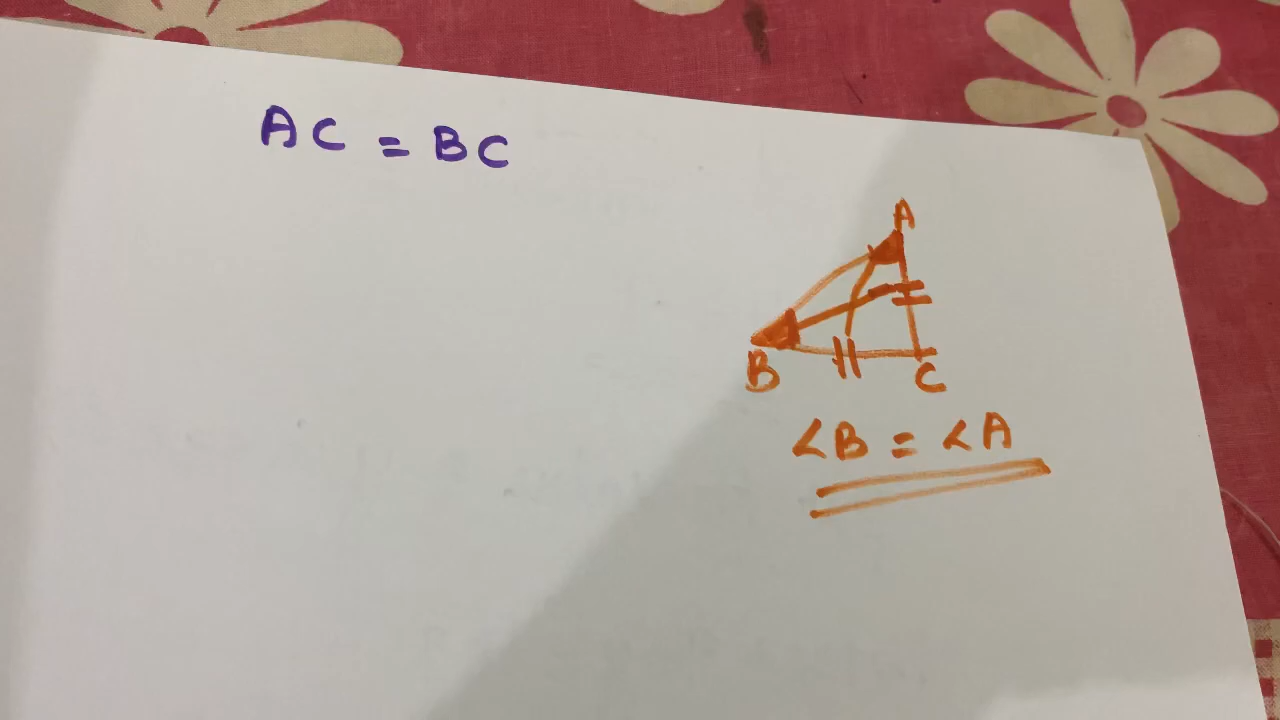 AC = BC
A
B
C
∠B = ∠A